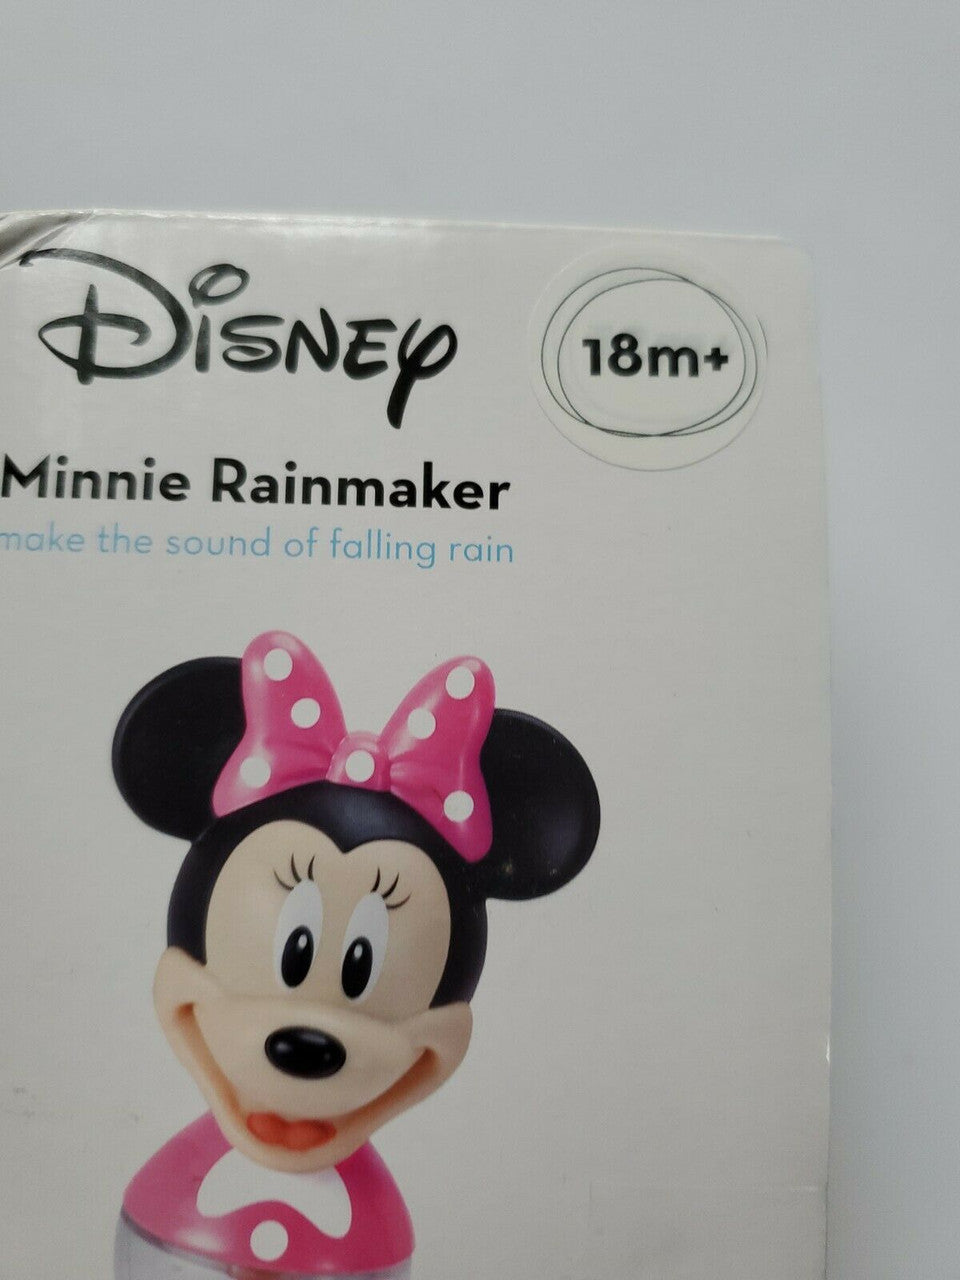 Disney
18m+
Minnie Rainmaker
make the sound of falling rain